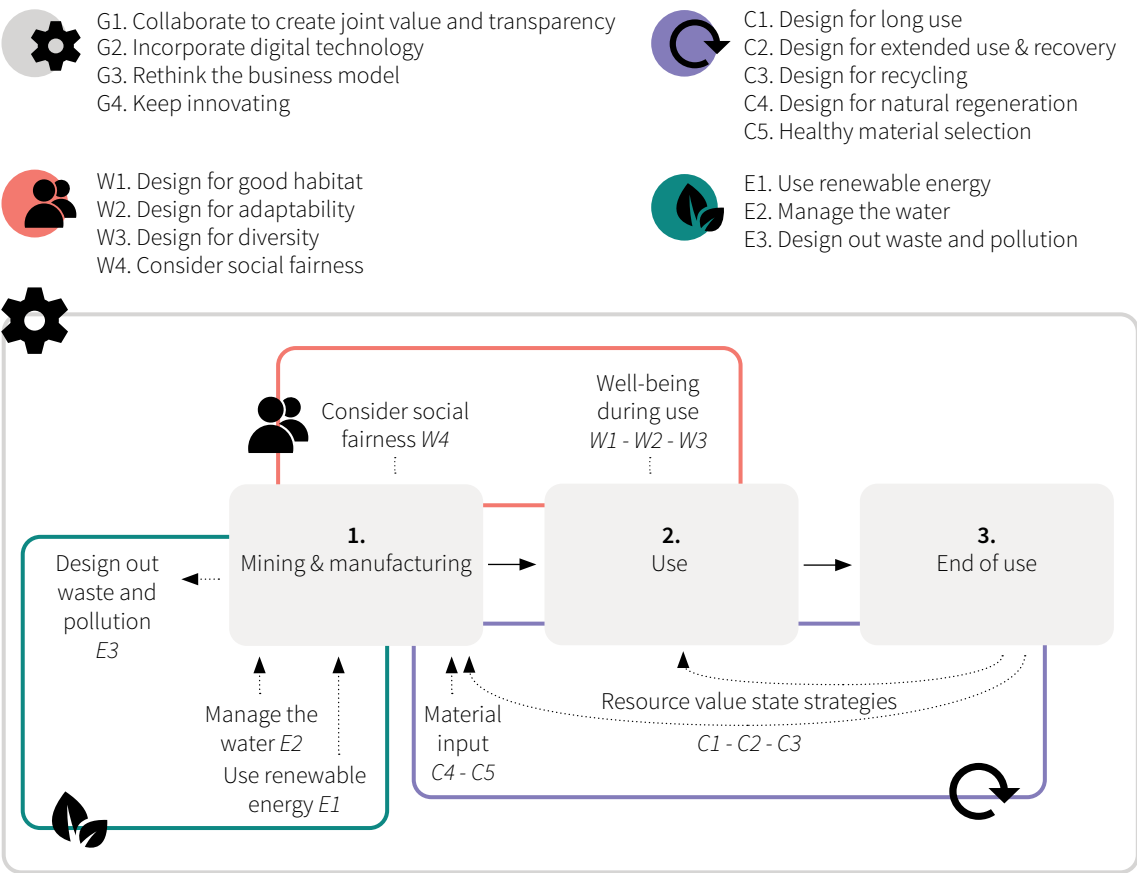 G1. Collaborate to create joint value and transparency
G2. Incorporate digital technology
G3. Rethink the business model
G4. Keep innovating
C1. Design for long use
C2. Design for extended use & recovery
C3. Design for recycling
C4. Design for natural regeneration
C5. Healthy material selection
W1. Design for good habitat
W2. Design for adaptability
W3. Design for diversity
W4. Consider social fairness
E1. Use renewable energy
E2. Manage the water
E3. Design out waste and pollution
Consider social
fairness W4
Well-being
during use
W1 - W2 - W3
1.
Mining & manufacturing
2.
Use
3.
End of use
Design out
waste and
pollution
E3
Manage the
water E2
Use renewable
energy E1
Material
input
C4 - C5
Resource value state strategies
C1 - C2 - C3